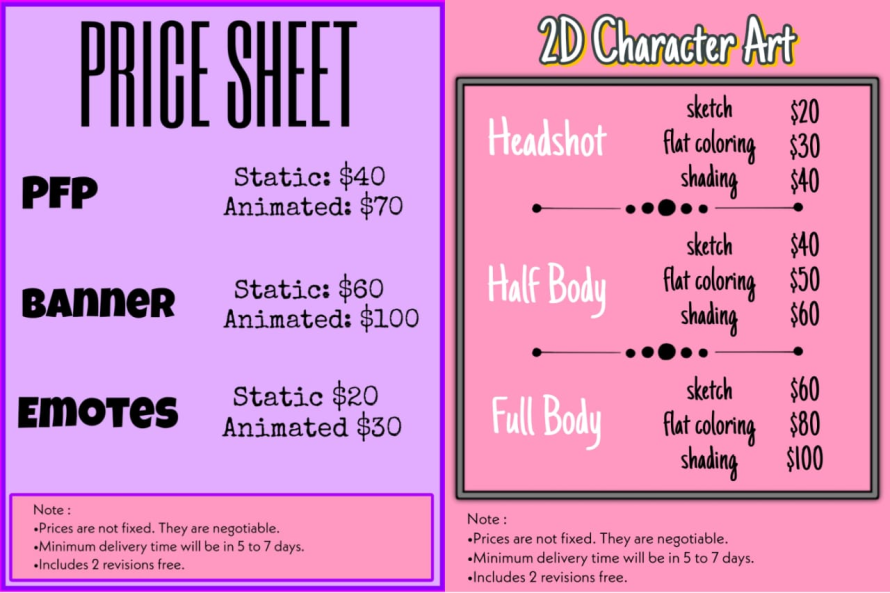 PRICE SHEET
PFP
Static: $40
Animated: $70
Banner
Static: $60
Animated: $100
Emotes
Static $20
Animated $30
Note :
•Prices are not fixed. They are negotiable.
•Minimum delivery time will be in 5 to 7 days.
•Includes 2 revisions free.
2D Character Art
Headshot
sketch $20
flat coloring $30
shading $40
Half Body
sketch $40
flat coloring $50
shading $60
Full Body
sketch $60
flat coloring $80
shading $100
Note :
•Prices are not fixed. They are negotiable.
•Minimum delivery time will be in 5 to 7 days.
•Includes 2 revisions free.